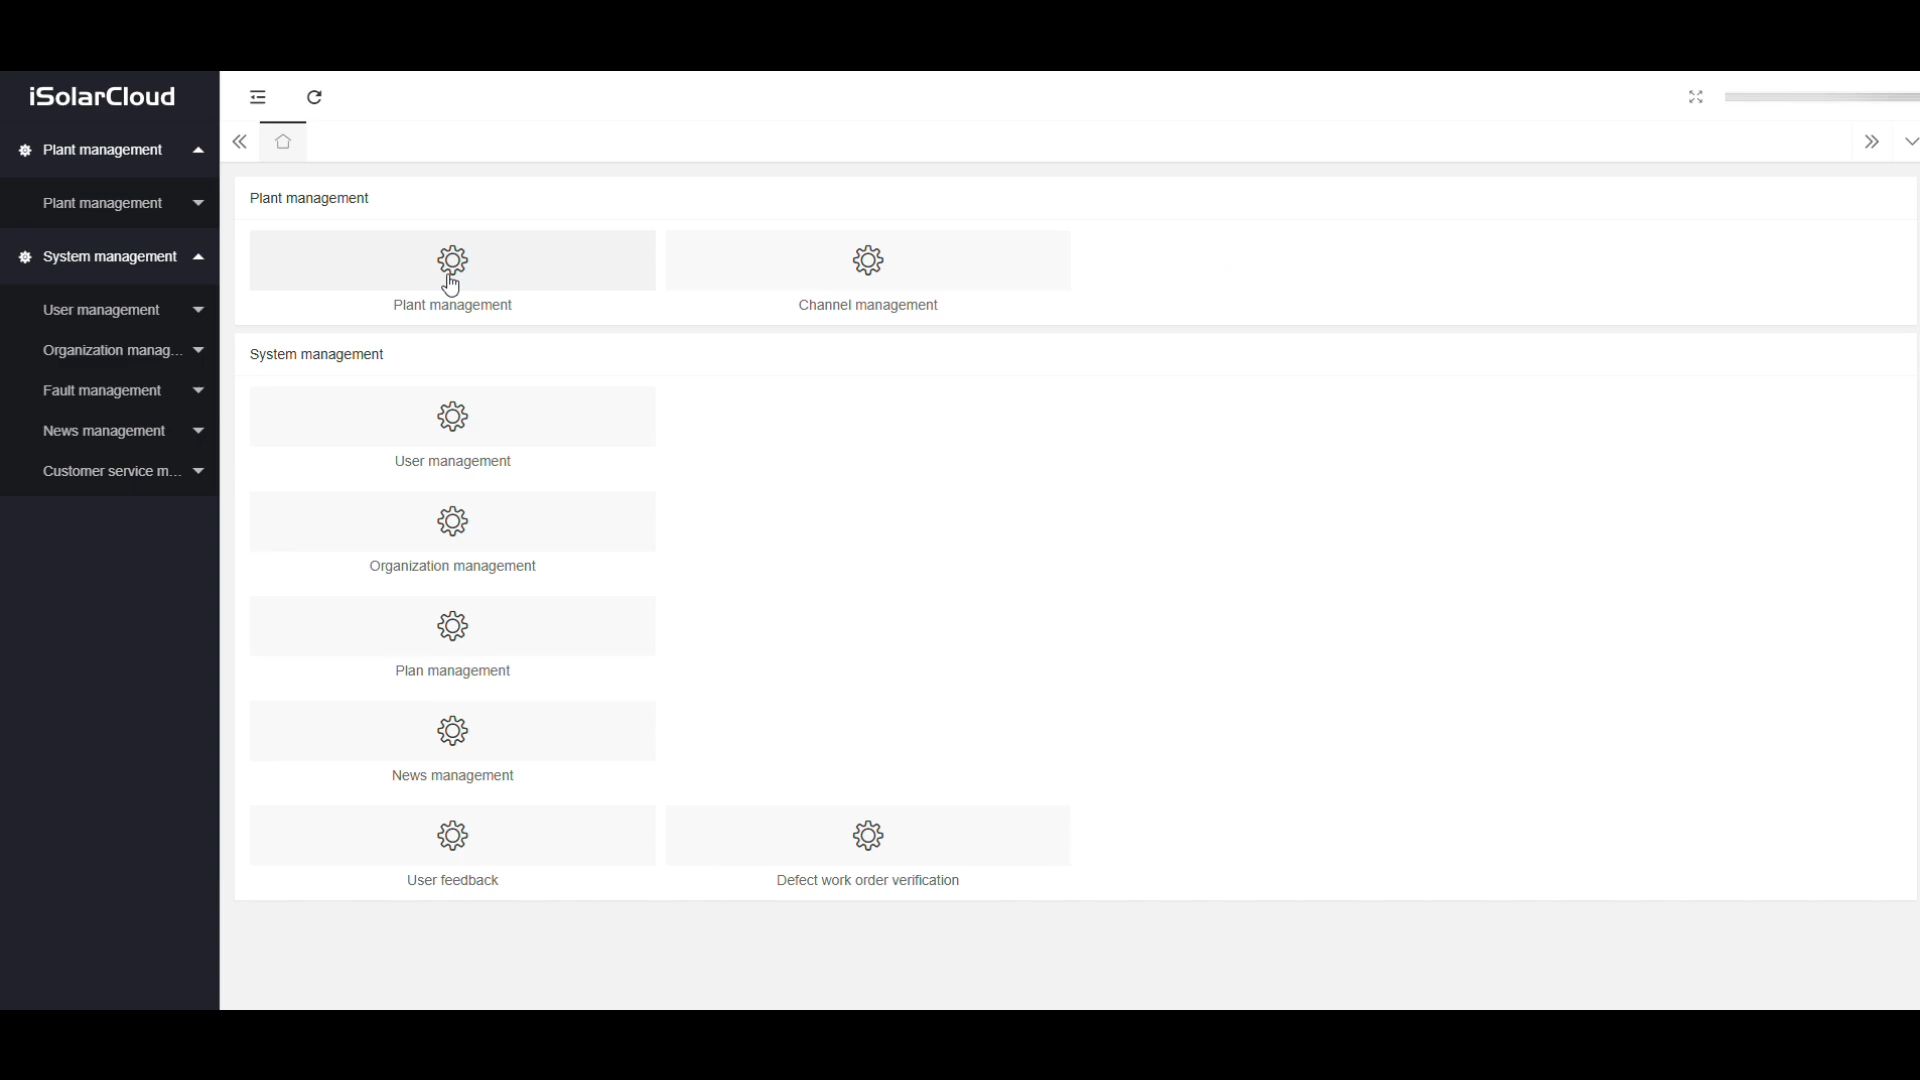 iSolarCloud
Plant management
Plant management
System management
User management
Organization manag...
Fault management
News management
Customer service m...
Plant management
Plant management
Channel management
System management
User management
Organization management
Plan management
News management
User feedback
Defect work order verification